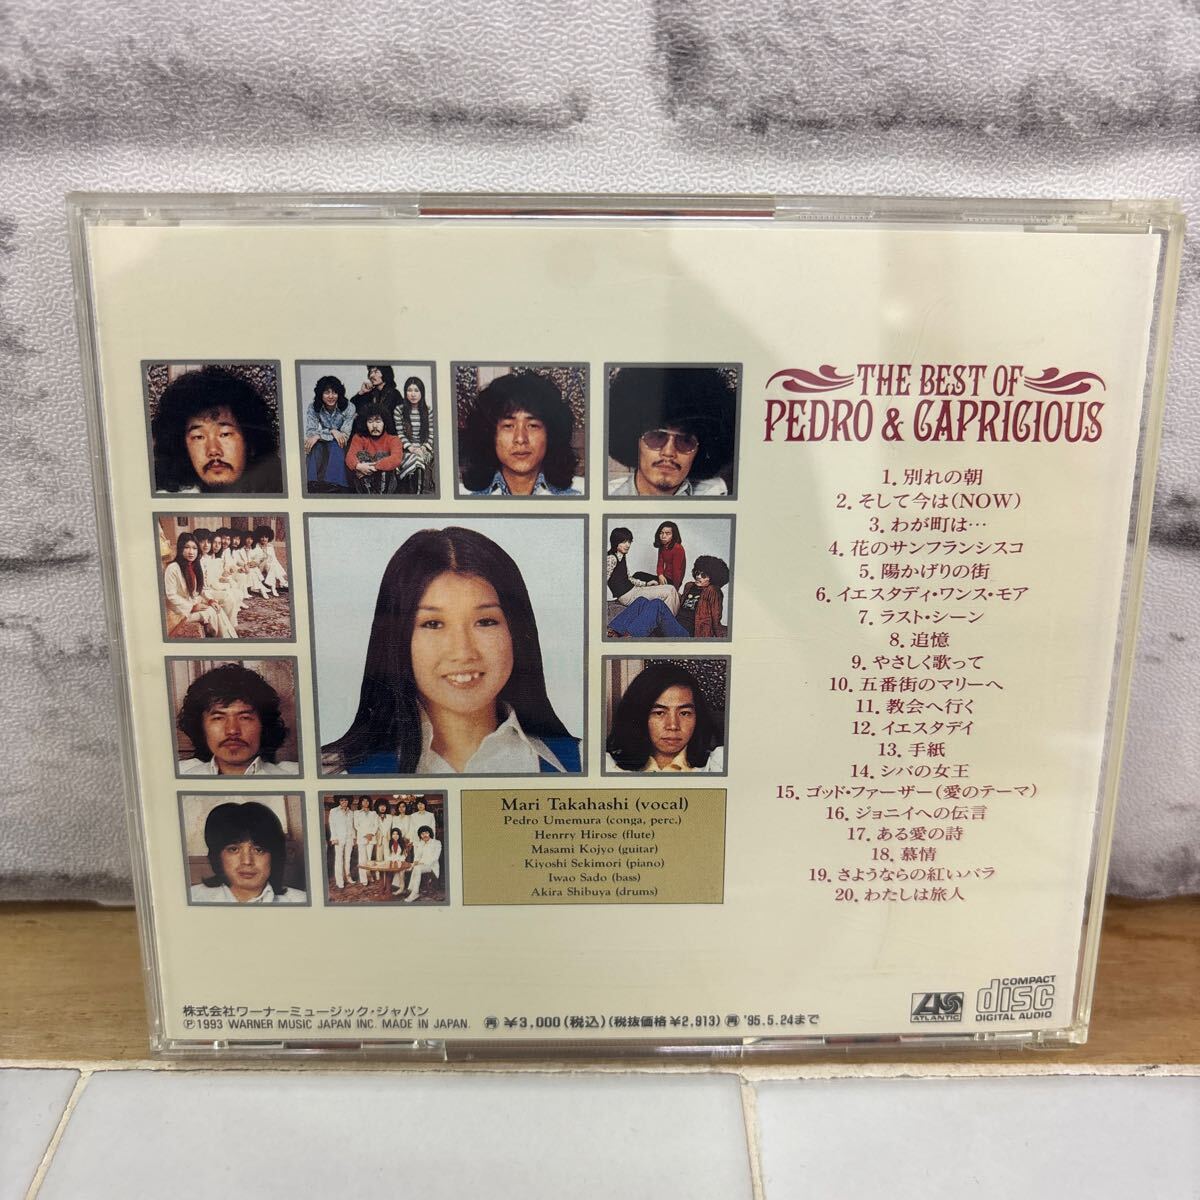 THE BEST OF
PEDRO & CAPRICIOUS
1. 別れの朝
2. そして今は(NOW)
3. わが町は…
4. 花のサンフランシスコ
5. 陽かげりの街
6. イエスタデイ・ワンス・モア
7. ラスト・シーン
8. 追憶
9. やさしく歌って
10. 五番街のマリーへ
11. 教会へ行く
12. イエスタデイ
13. 手紙
14. シバの女王
15. ゴッド・ファーザー(愛のテーマ)
16. ジョニイへの伝言
17. ある愛の詩
18. 慕情
19. さようならの紅いバラ
20. わたしは旅人
Mari Takahashi (vocal)
Pedro Umemura (conga, perc.)
Henrry Hirose (flute)
Masami Kojyo (guitar)
Kiyoshi Sekimori (piano)
Iwao Sado (bass)
Akira Shibuya (drums)
株式会社ワーナーミュージック・ジャパン
℗1993 WARNER MUSIC JAPAN INC. MADE IN JAPAN.
再 ¥3,000(税込)(税抜価格¥2,913) 再 '95.5.24まで
ATLANTIC
COMPACT
disc
DIGITAL AUDIO